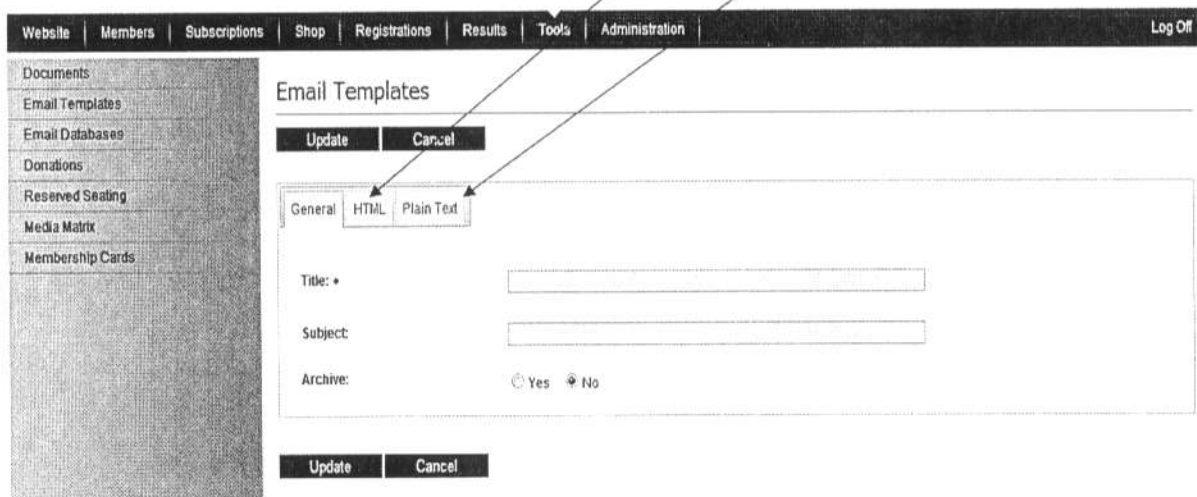 Website Members Subscriptions Shop Registrations Results Tools Administration Log Off
Documents
Email Templates
Email Databases
Donations
Reserved Seating
Media Matrix
Membership Cards
Email Templates
Update Cancel
General HTML Plain Text
Title:
Subject:
Archive: Yes No
Update Cancel